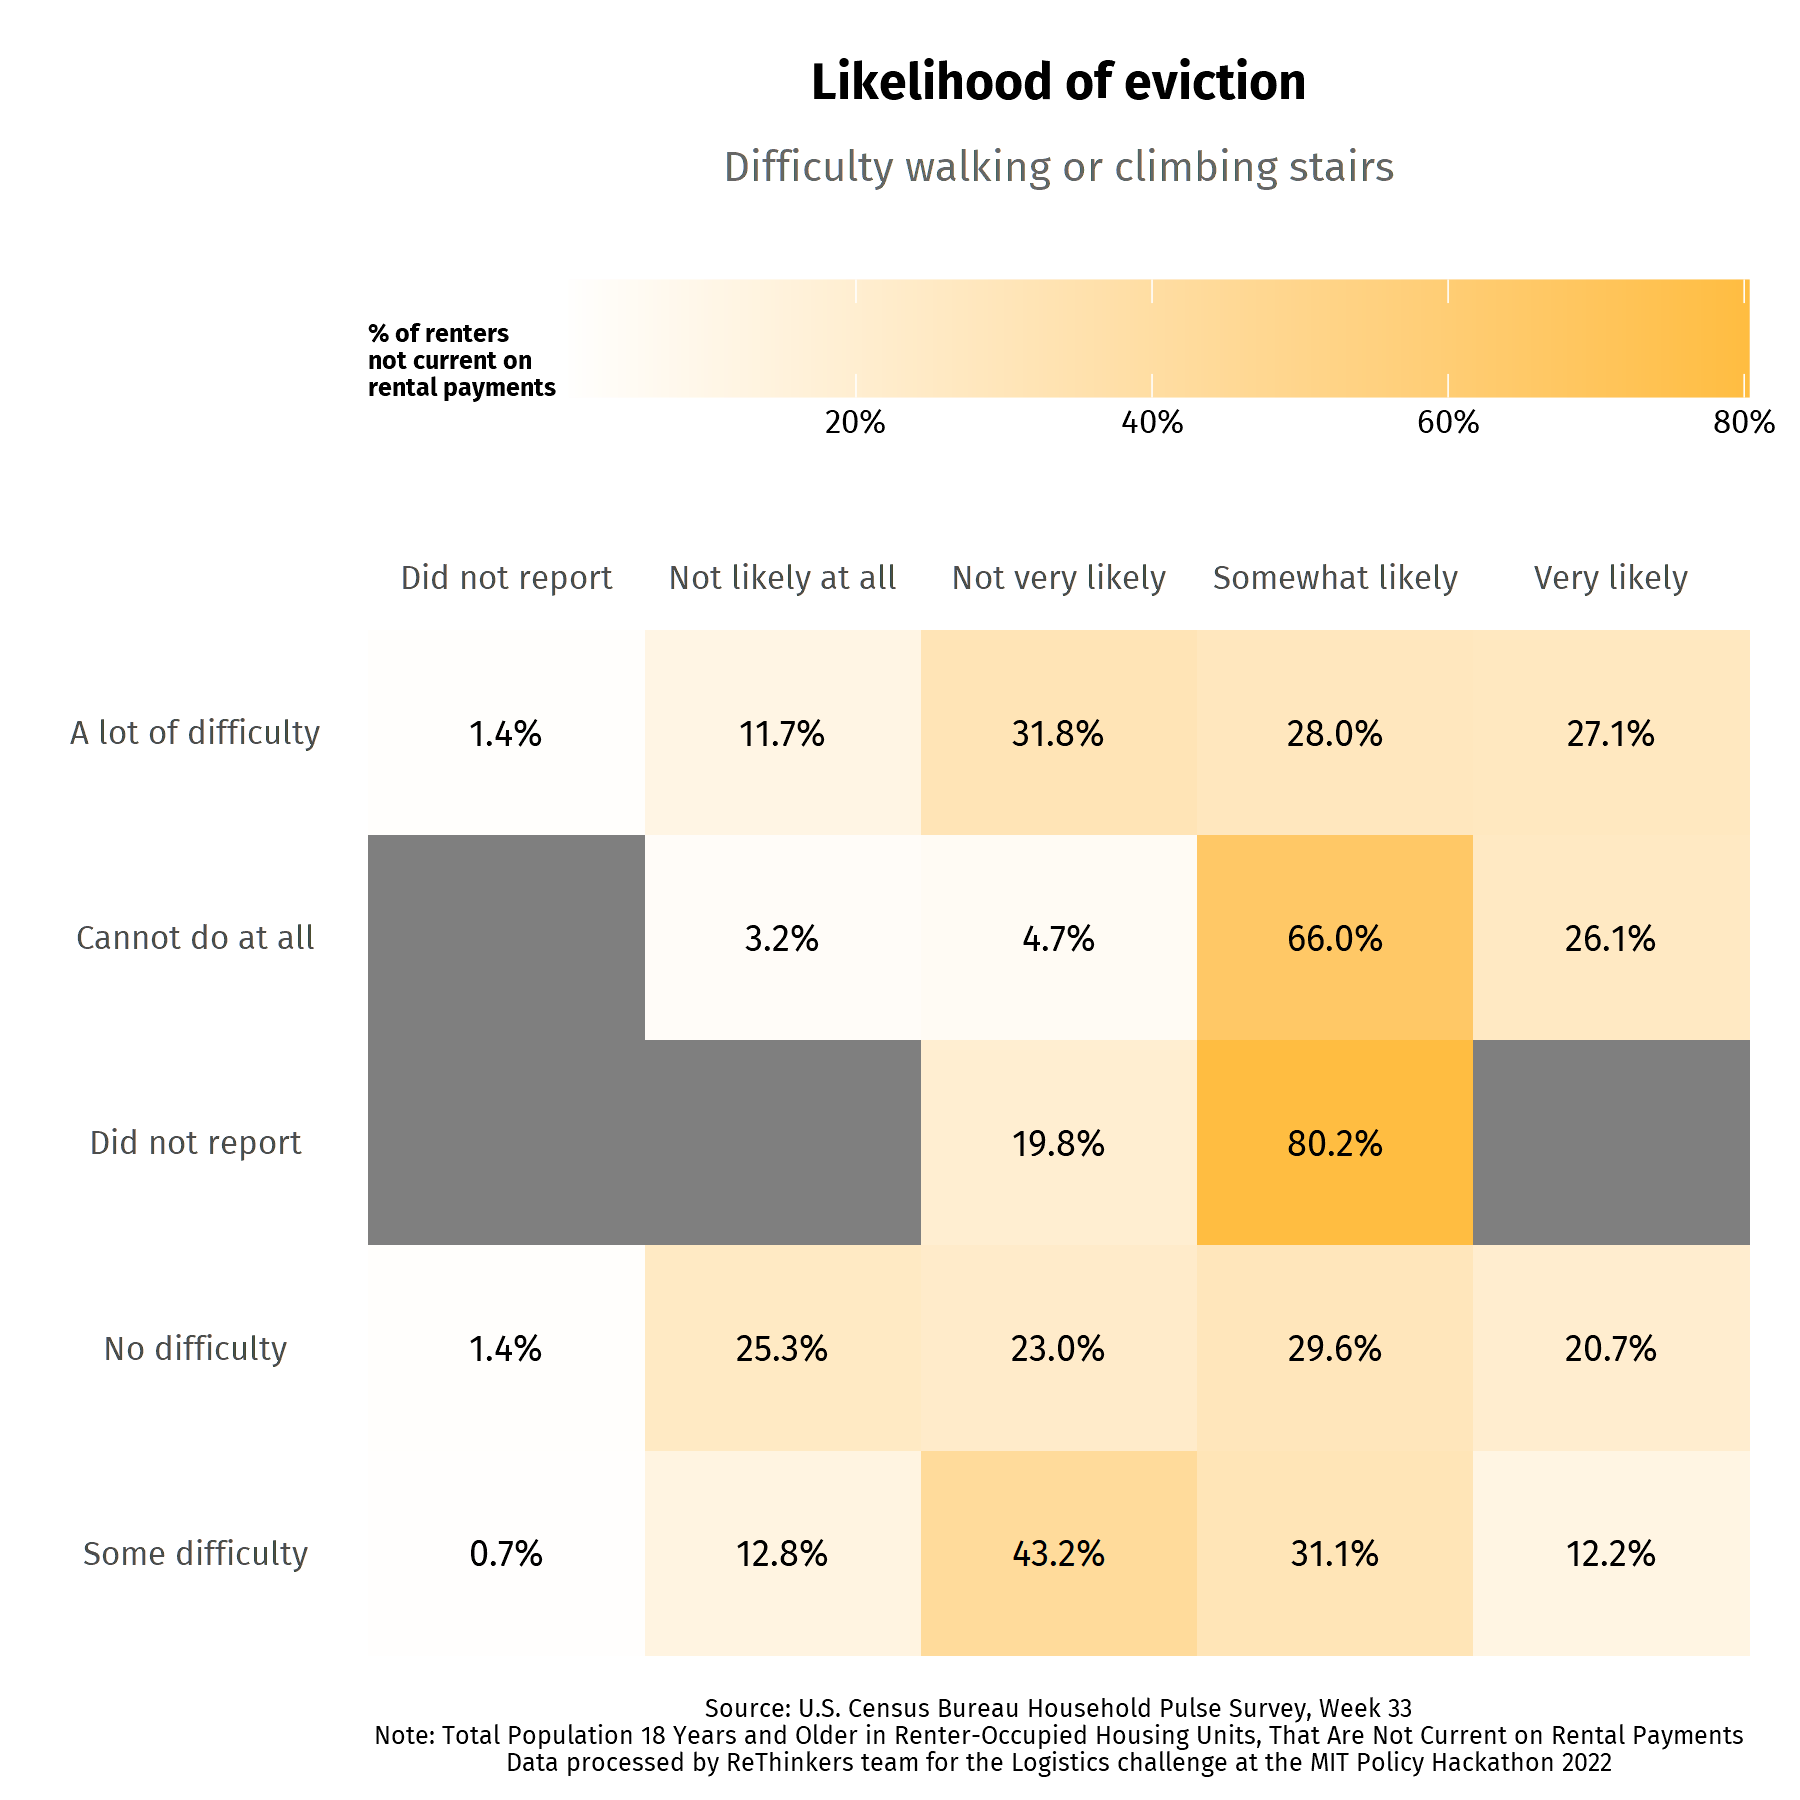 Likelihood of eviction
Difficulty walking or climbing stairs
% of renters
not current on
rental payments
20% 40% 60% 80%
Did not report Not likely at all Not very likely Somewhat likely Very likely
A lot of difficulty 1.4% 11.7% 31.8% 28.0% 27.1%
Cannot do at all 3.2% 4.7% 66.0% 26.1%
Did not report 19.8% 80.2%
No difficulty 1.4% 25.3% 23.0% 29.6% 20.7%
Some difficulty 0.7% 12.8% 43.2% 31.1% 12.2%
Source: U.S. Census Bureau Household Pulse Survey, Week 33
Note: Total Population 18 Years and Older in Renter-Occupied Housing Units, That Are Not Current on Rental Payments
Data processed by ReThinkers team for the Logistics challenge at the MIT Policy Hackathon 2022